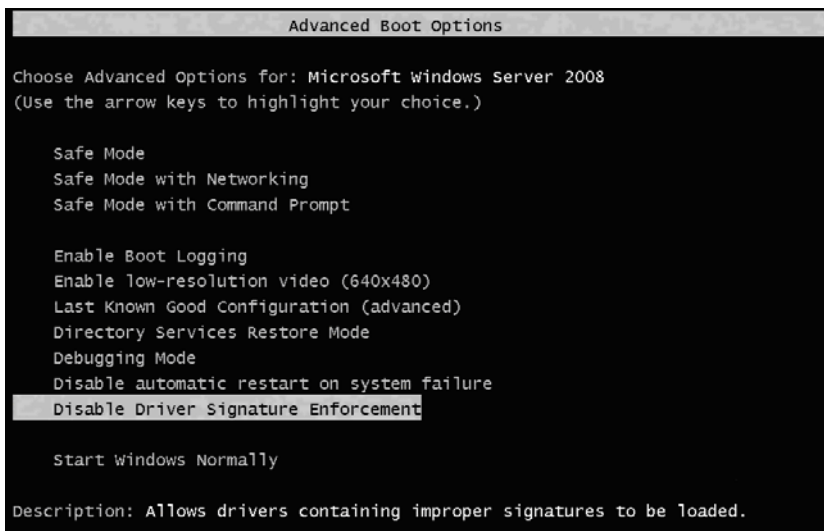 Advanced Boot Options
Choose Advanced Options for: Microsoft Windows Server 2008
(Use the arrow keys to highlight your choice.)
Safe Mode
Safe Mode with Networking
Safe Mode with Command Prompt
Enable Boot Logging
Enable low-resolution video (640x480)
Last Known Good Configuration (advanced)
Directory Services Restore Mode
Debugging Mode
Disable automatic restart on system failure
Disable Driver Signature Enforcement
Start Windows Normally
Description: Allows drivers containing improper signatures to be loaded.